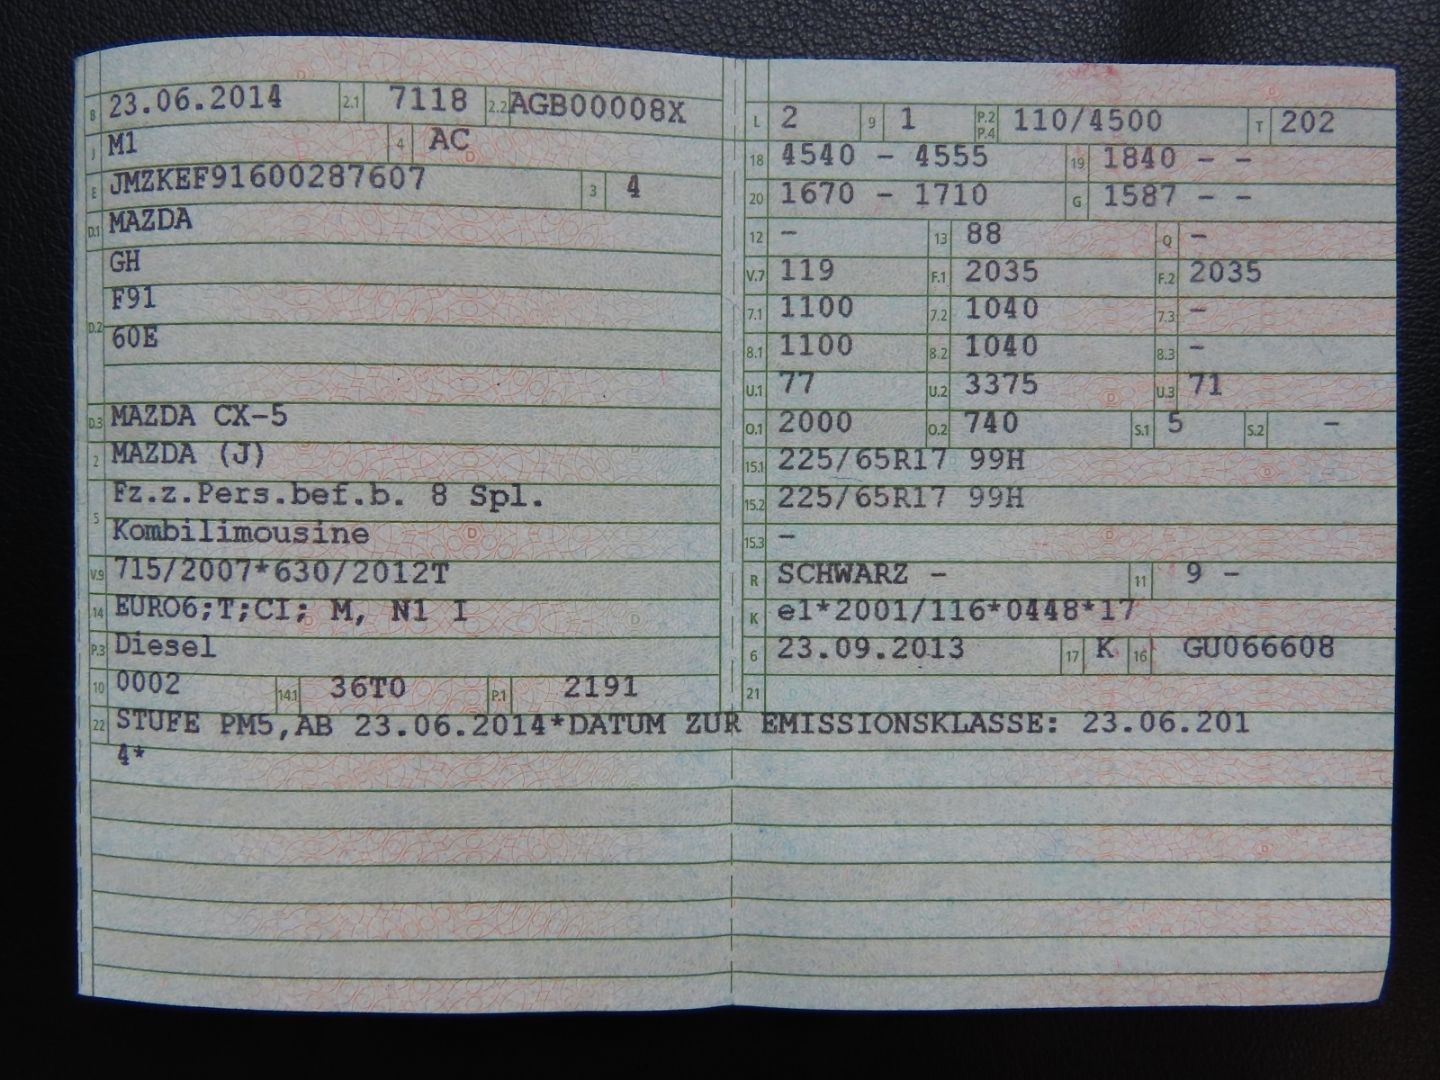 B 23.06.2014 2.1 7118 2.2 AGB00008X
J M1 4 AC
E JMZKEF91600287607 3 4
D.1 MAZDA
GH
F91
D.2 60E
D.3 MAZDA CX-5
2 MAZDA (J)
Fz.z.Pers.bef.b. 8 Spl.
5 Kombilimousine
V.9 715/2007*630/2012T
14 EURO6;T;CI; M, N1 I
P.3 Diesel
10 0002 14.1 36T0 P.1 2191
L 2 9 1 P.2 P.4 110/4500 T 202
18 4540 - 4555 19 1840 - -
20 1670 - 1710 G 1587 - -
12 - 13 88 Q -
V.7 119 F.1 2035 F.2 2035
7.1 1100 7.2 1040 7.3 -
8.1 1100 8.2 1040 8.3 -
U.1 77 U.2 3375 U.3 71
O.1 2000 O.2 740 S.1 5 S.2 -
15.1 225/65R17 99H
15.2 225/65R17 99H
15.3 -
R SCHWARZ - 11 9 -
K e1*2001/116*0448*17
6 23.09.2013 17 K 16 GU066608
21
22 STUFE PM5,AB 23.06.2014*DATUM ZUR EMISSIONSKLASSE: 23.06.201
4*